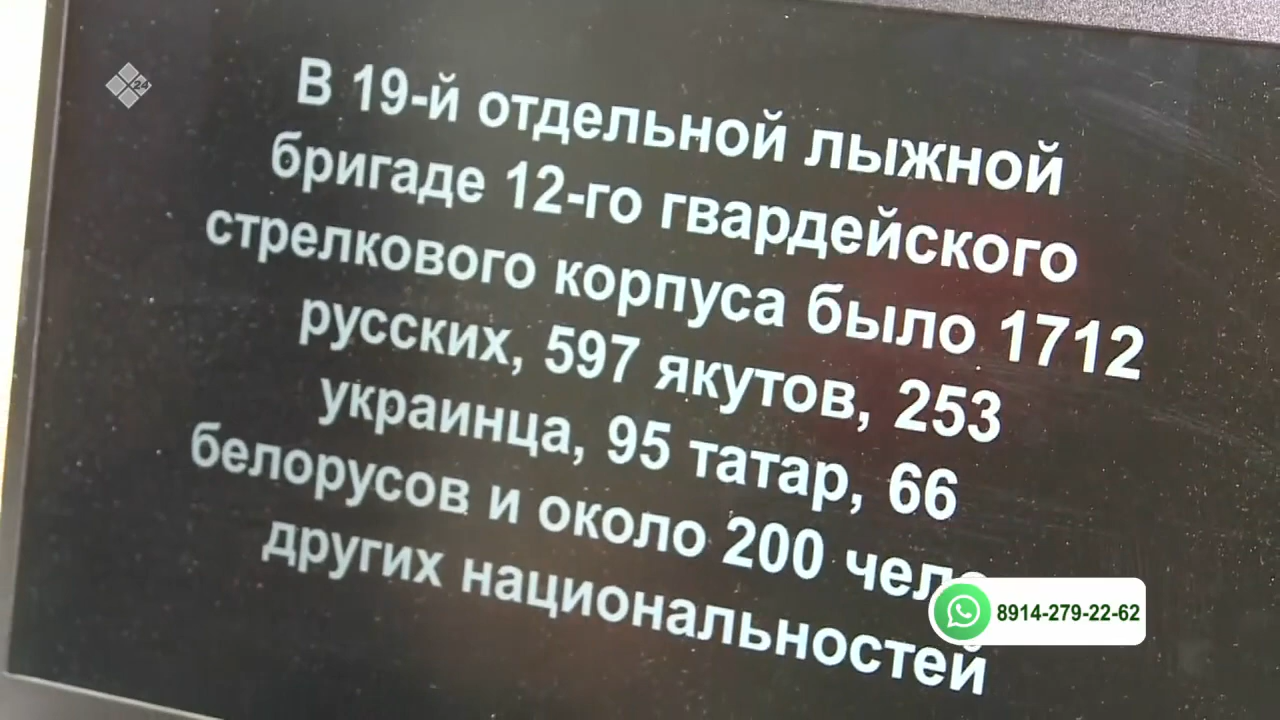 В 19-й отдельной лыжной
бригаде 12-го гвардейского
стрелкового корпуса было 1712
русских, 597 якутов, 253
украинца, 95 татар, 66
белорусов и около 200
других национальностей
8914-279-22-62